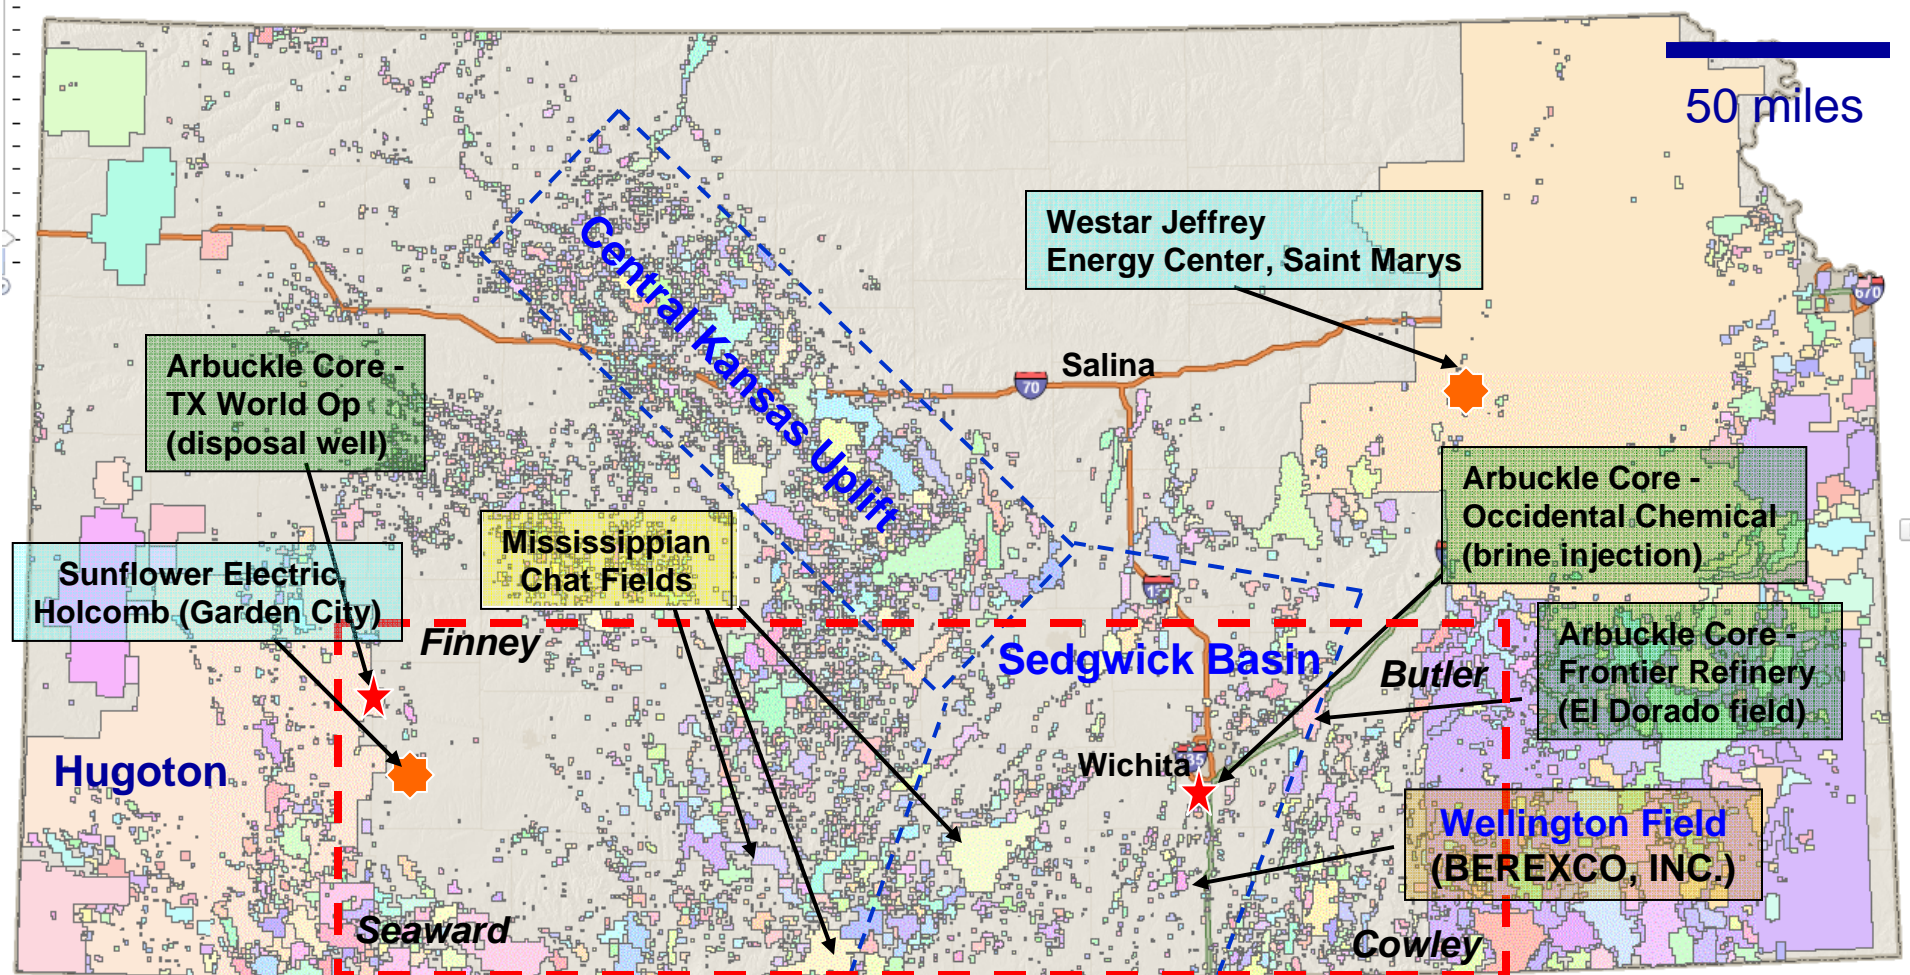 50 miles
Westar Jeffrey
Energy Center, Saint Marys
670
Central Kansas Uplift
Arbuckle Core -
TX World Op
(disposal well)
Salina
70
Arbuckle Core -
Occidental Chemical
(brine injection)
Mississippian
Chat Fields
Sunflower Electric,
Holcomb (Garden City)
Finney
Sedgwick Basin
Butler
Arbuckle Core -
Frontier Refinery
(El Dorado field)
Hugoton
Wichita
Wellington Field
(BEREXCO, INC.)
Seaward
Cowley